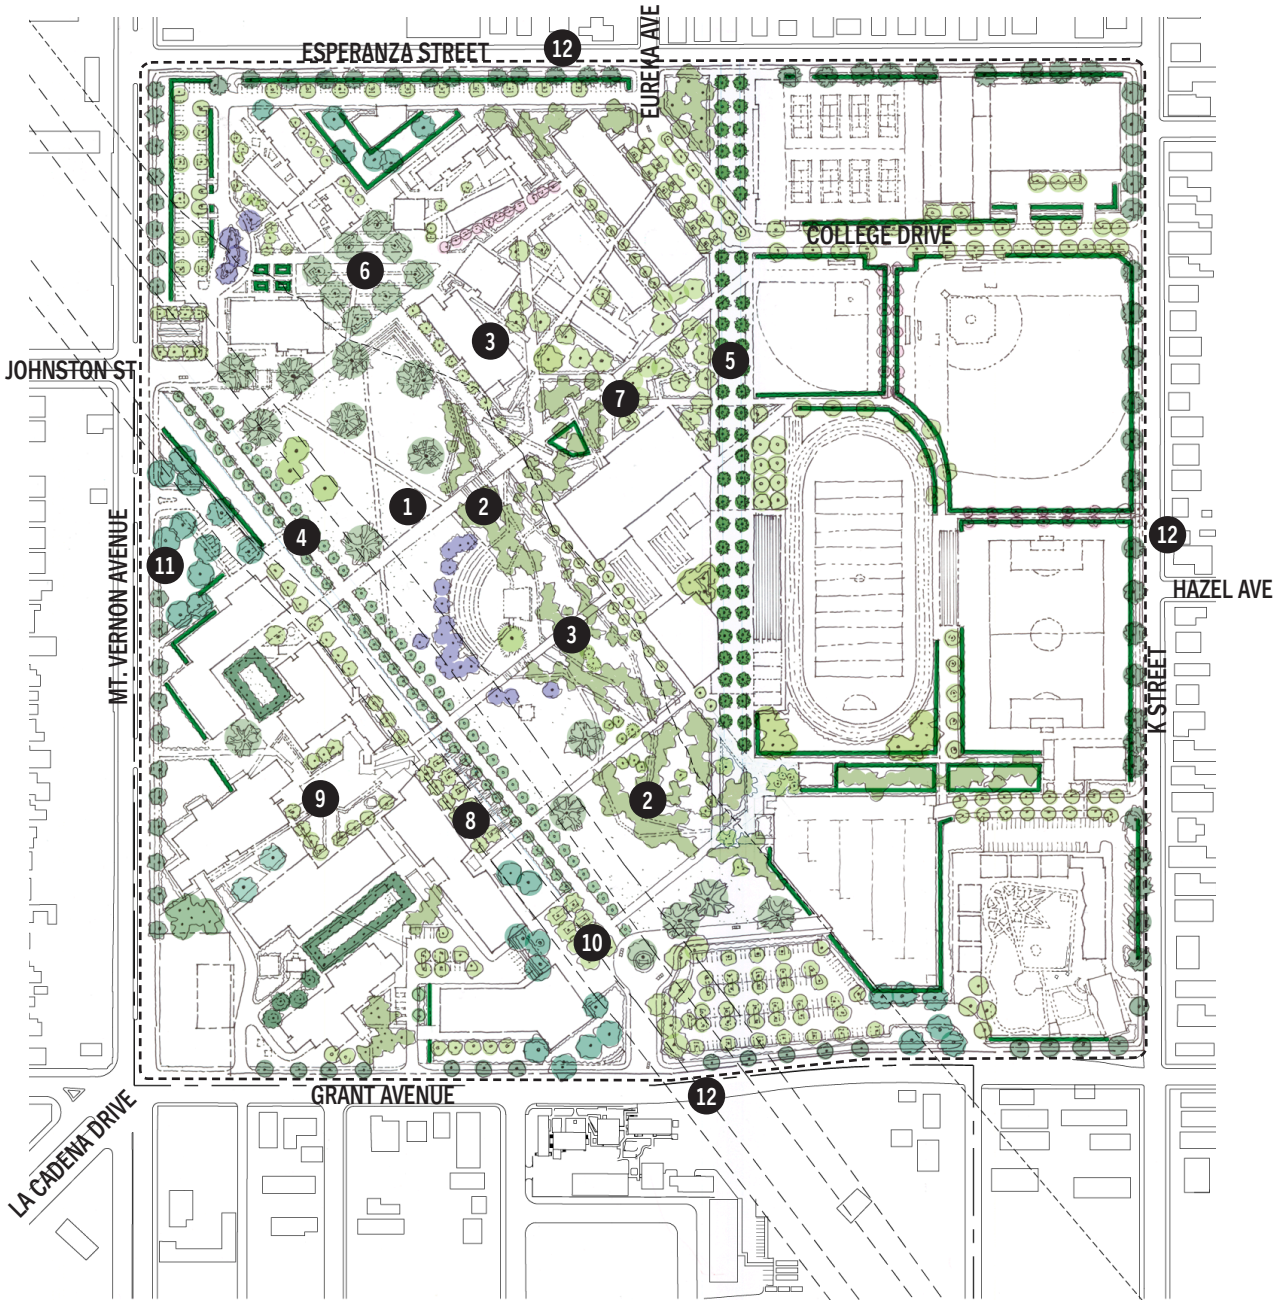 EUREKA AVE
ESPERANZA STREET
12
COLLEGE DRIVE
6
3
5
JOHNSTON ST
7
1
2
4
12
11
HAZEL AVE
MT. VERNON AVENUE
3
K STREET
2
9
8
10
GRANT AVENUE
12
LA CADENA DRIVE